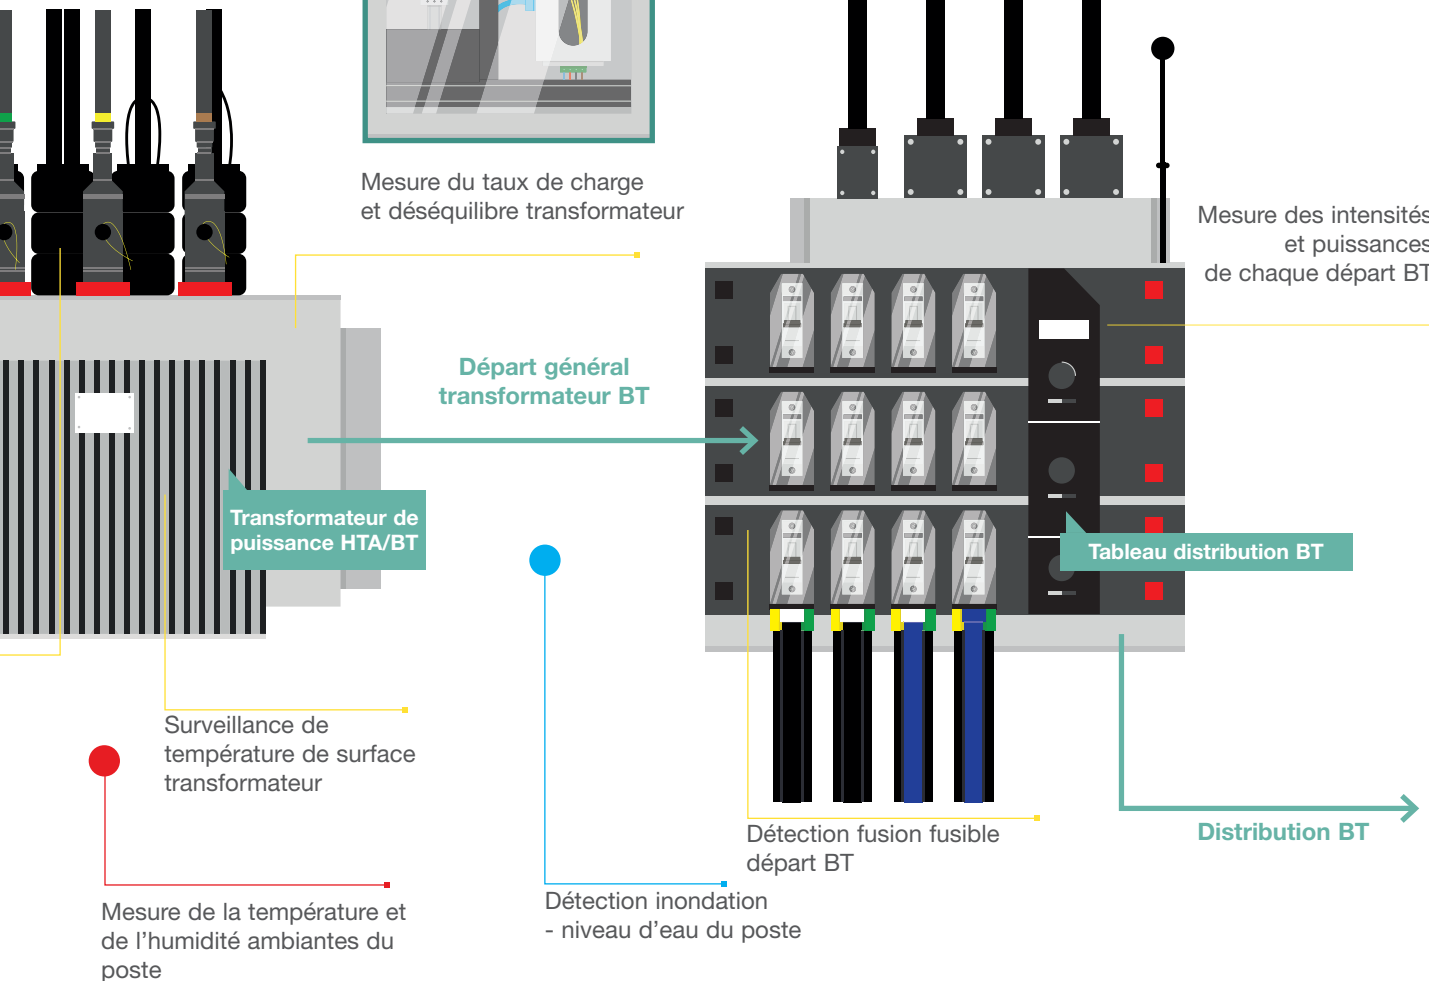 Mesure du taux de charge
et déséquilibre transformateur
Mesure des intensités
et puissances
de chaque départ BT
Départ général
transformateur BT
Transformateur de
puissance HTA/BT
Tableau distribution BT
Surveillance de
température de surface
transformateur
Détection fusion fusible
départ BT
Distribution BT
Détection inondation
- niveau d’eau du poste
Mesure de la température et
de l’humidité ambiantes du
poste